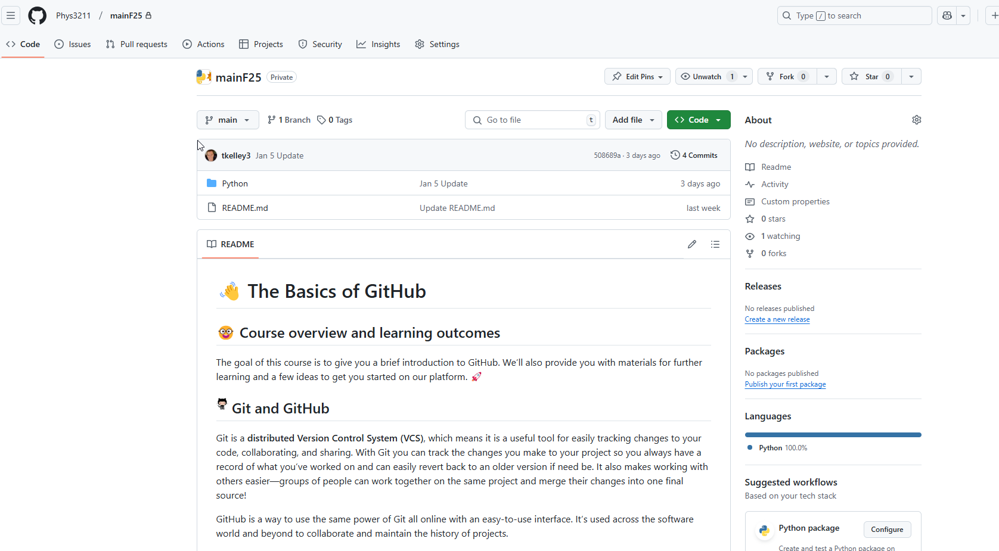 Phys3211 / mainF25
Type / to search
Code Issues Pull requests Actions Projects Security Insights Settings
mainF25 Private
Edit Pins Unwatch 1 Fork 0 Star 0
main 1 Branch 0 Tags Go to file t Add file Code
tkelley3 Jan 5 Update 508689a · 3 days ago 4 Commits
Python Jan 5 Update 3 days ago
README.md Update README.md last week
README
👋 The Basics of GitHub
🤓 Course overview and learning outcomes
The goal of this course is to give you a brief introduction to GitHub. We'll also provide you with materials for further
learning and a few ideas to get you started on our platform. 🚀
Git and GitHub
Git is a distributed Version Control System (VCS), which means it is a useful tool for easily tracking changes to your
code, collaborating, and sharing. With Git you can track the changes you make to your project so you always have a
record of what you've worked on and can easily revert back to an older version if need be. It also makes working with
others easier—groups of people can work together on the same project and merge their changes into one final
source!
GitHub is a way to use the same power of Git all online with an easy-to-use interface. It's used across the software
world and beyond to collaborate and maintain the history of projects.
About
No description, website, or topics provided.
Readme
Activity
Custom properties
0 stars
1 watching
0 forks
Releases
No releases published
Create a new release
Packages
No packages published
Publish your first package
Languages
Python 100.0%
Suggested workflows
Based on your tech stack
Python package Configure
Create and test a Python package on